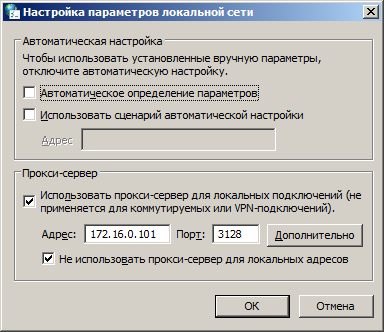 Настройка параметров локальной сети
Автоматическая настройка
Чтобы использовать установленные вручную параметры,
отключите автоматическую настройку.
Автоматическое определение параметров
Использовать сценарий автоматической настройки
Адрес
Прокси-сервер
Использовать прокси-сервер для локальных подключений (не
применяется для коммутируемых или VPN-подключений).
Адрес: 172.16.0.101 Порт: 3128 Дополнительно
Не использовать прокси-сервер для локальных адресов
ОК Отмена